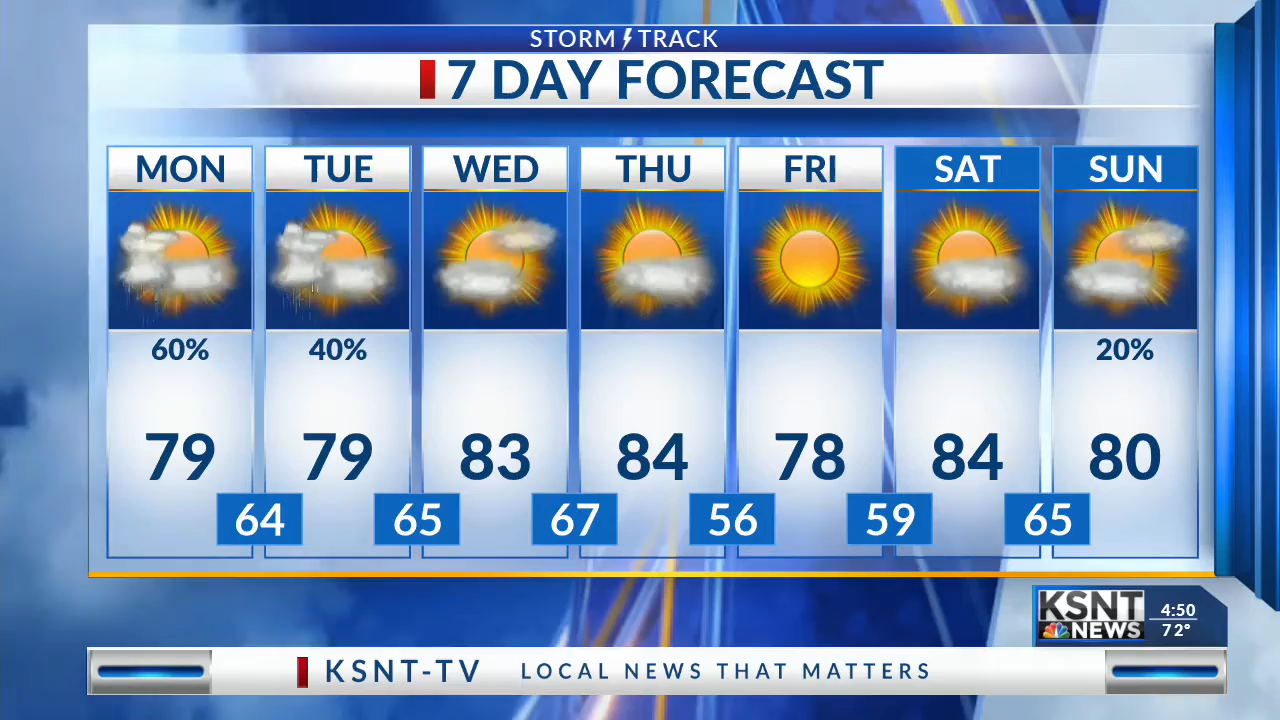 STORM TRACK
7 DAY FORECAST
MON TUE WED THU FRI SAT SUN
60% 40% 20%
79 79 83 84 78 84 80
64 65 67 56 59 65
KSNT NEWS
4:50
72°
KSNT-TV LOCAL NEWS THAT MATTERS